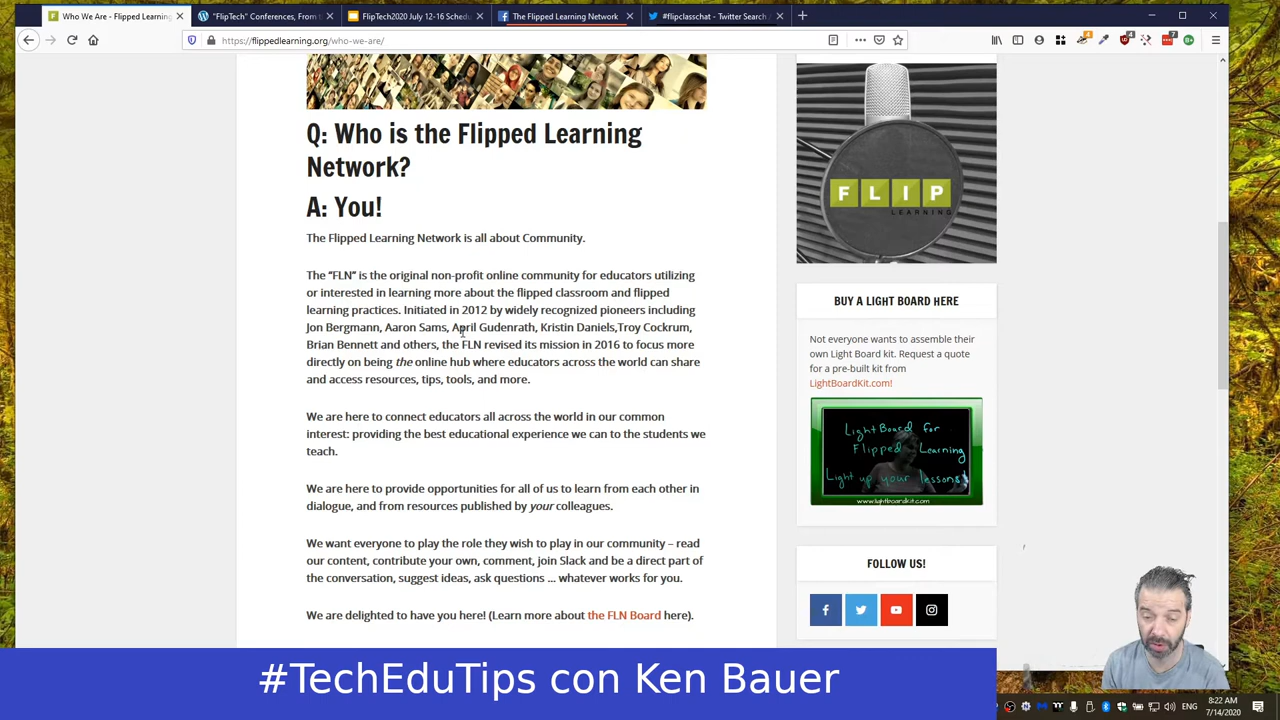 Who We Are - Flipped Learning
"FlipTech" Conferences, From t
FlipTech2020 July 12-16 Sched
The Flipped Learning Network
#flipclasschat - Twitter Search
https://flippedlearning.org/who-we-are/
Q: Who is the Flipped Learning
Network?
A: You!
The Flipped Learning Network is all about Community.
The “FLN” is the original non-profit online community for educators utilizing
or interested in learning more about the flipped classroom and flipped
learning practices. Initiated in 2012 by widely recognized pioneers including
Jon Bergmann, Aaron Sams, April Gudenrath, Kristin Daniels,Troy Cockrum,
Brian Bennett and others, the FLN revised its mission in 2016 to focus more
directly on being the online hub where educators across the world can share
and access resources, tips, tools, and more.
We are here to connect educators all across the world in our common
interest: providing the best educational experience we can to the students we
teach.
We are here to provide opportunities for all of us to learn from each other in
dialogue, and from resources published by your colleagues.
We want everyone to play the role they wish to play in our community – read
our content, contribute your own, comment, join Slack and be a direct part of
the conversation, suggest ideas, ask questions ... whatever works for you.
We are delighted to have you here! (Learn more about the FLN Board here).
FLIP
LEARNING
BUY A LIGHT BOARD HERE
Not everyone wants to assemble their
own Light Board kit. Request a quote
for a pre-built kit from
LightBoardKit.com!
LightBoard for
Flipped Learning
Light up your lessons!
www.lightboardkit.com
FOLLOW US!
#TechEduTips con Ken Bauer
8:22 AM
7/14/2020